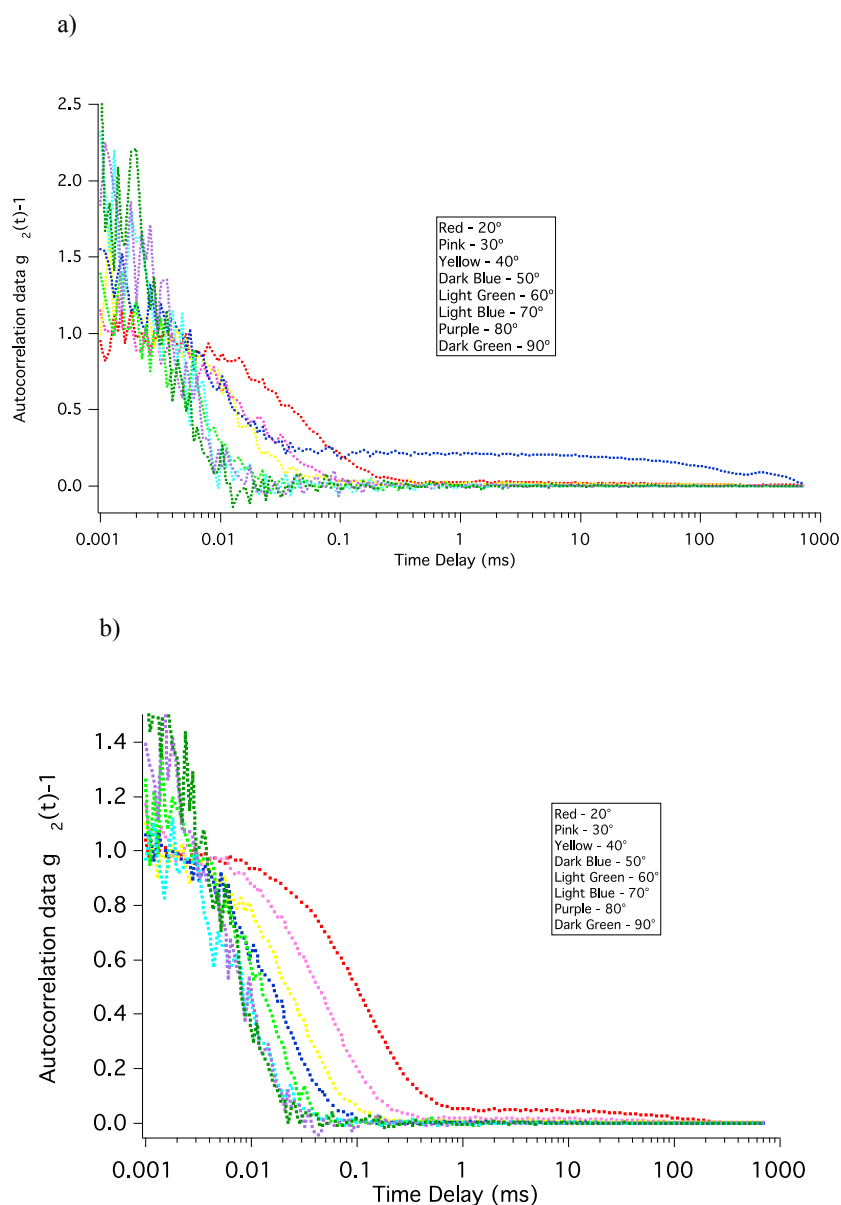 a)
2.5
2.0
1.5
1.0
0.5
0.0
Autocorrelation data g 2(t)-1
Red - 20°
Pink - 30°
Yellow - 40°
Dark Blue - 50°
Light Green - 60°
Light Blue - 70°
Purple - 80°
Dark Green - 90°
0.001 0.01 0.1 1 10 100 1000
Time Delay (ms)
b)
1.4
1.2
1.0
0.8
0.6
0.4
0.2
0.0
Autocorrelation data g 2(t)-1
Red - 20°
Pink - 30°
Yellow - 40°
Dark Blue - 50°
Light Green - 60°
Light Blue - 70°
Purple - 80°
Dark Green - 90°
0.001 0.01 0.1 1 10 100 1000
Time Delay (ms)